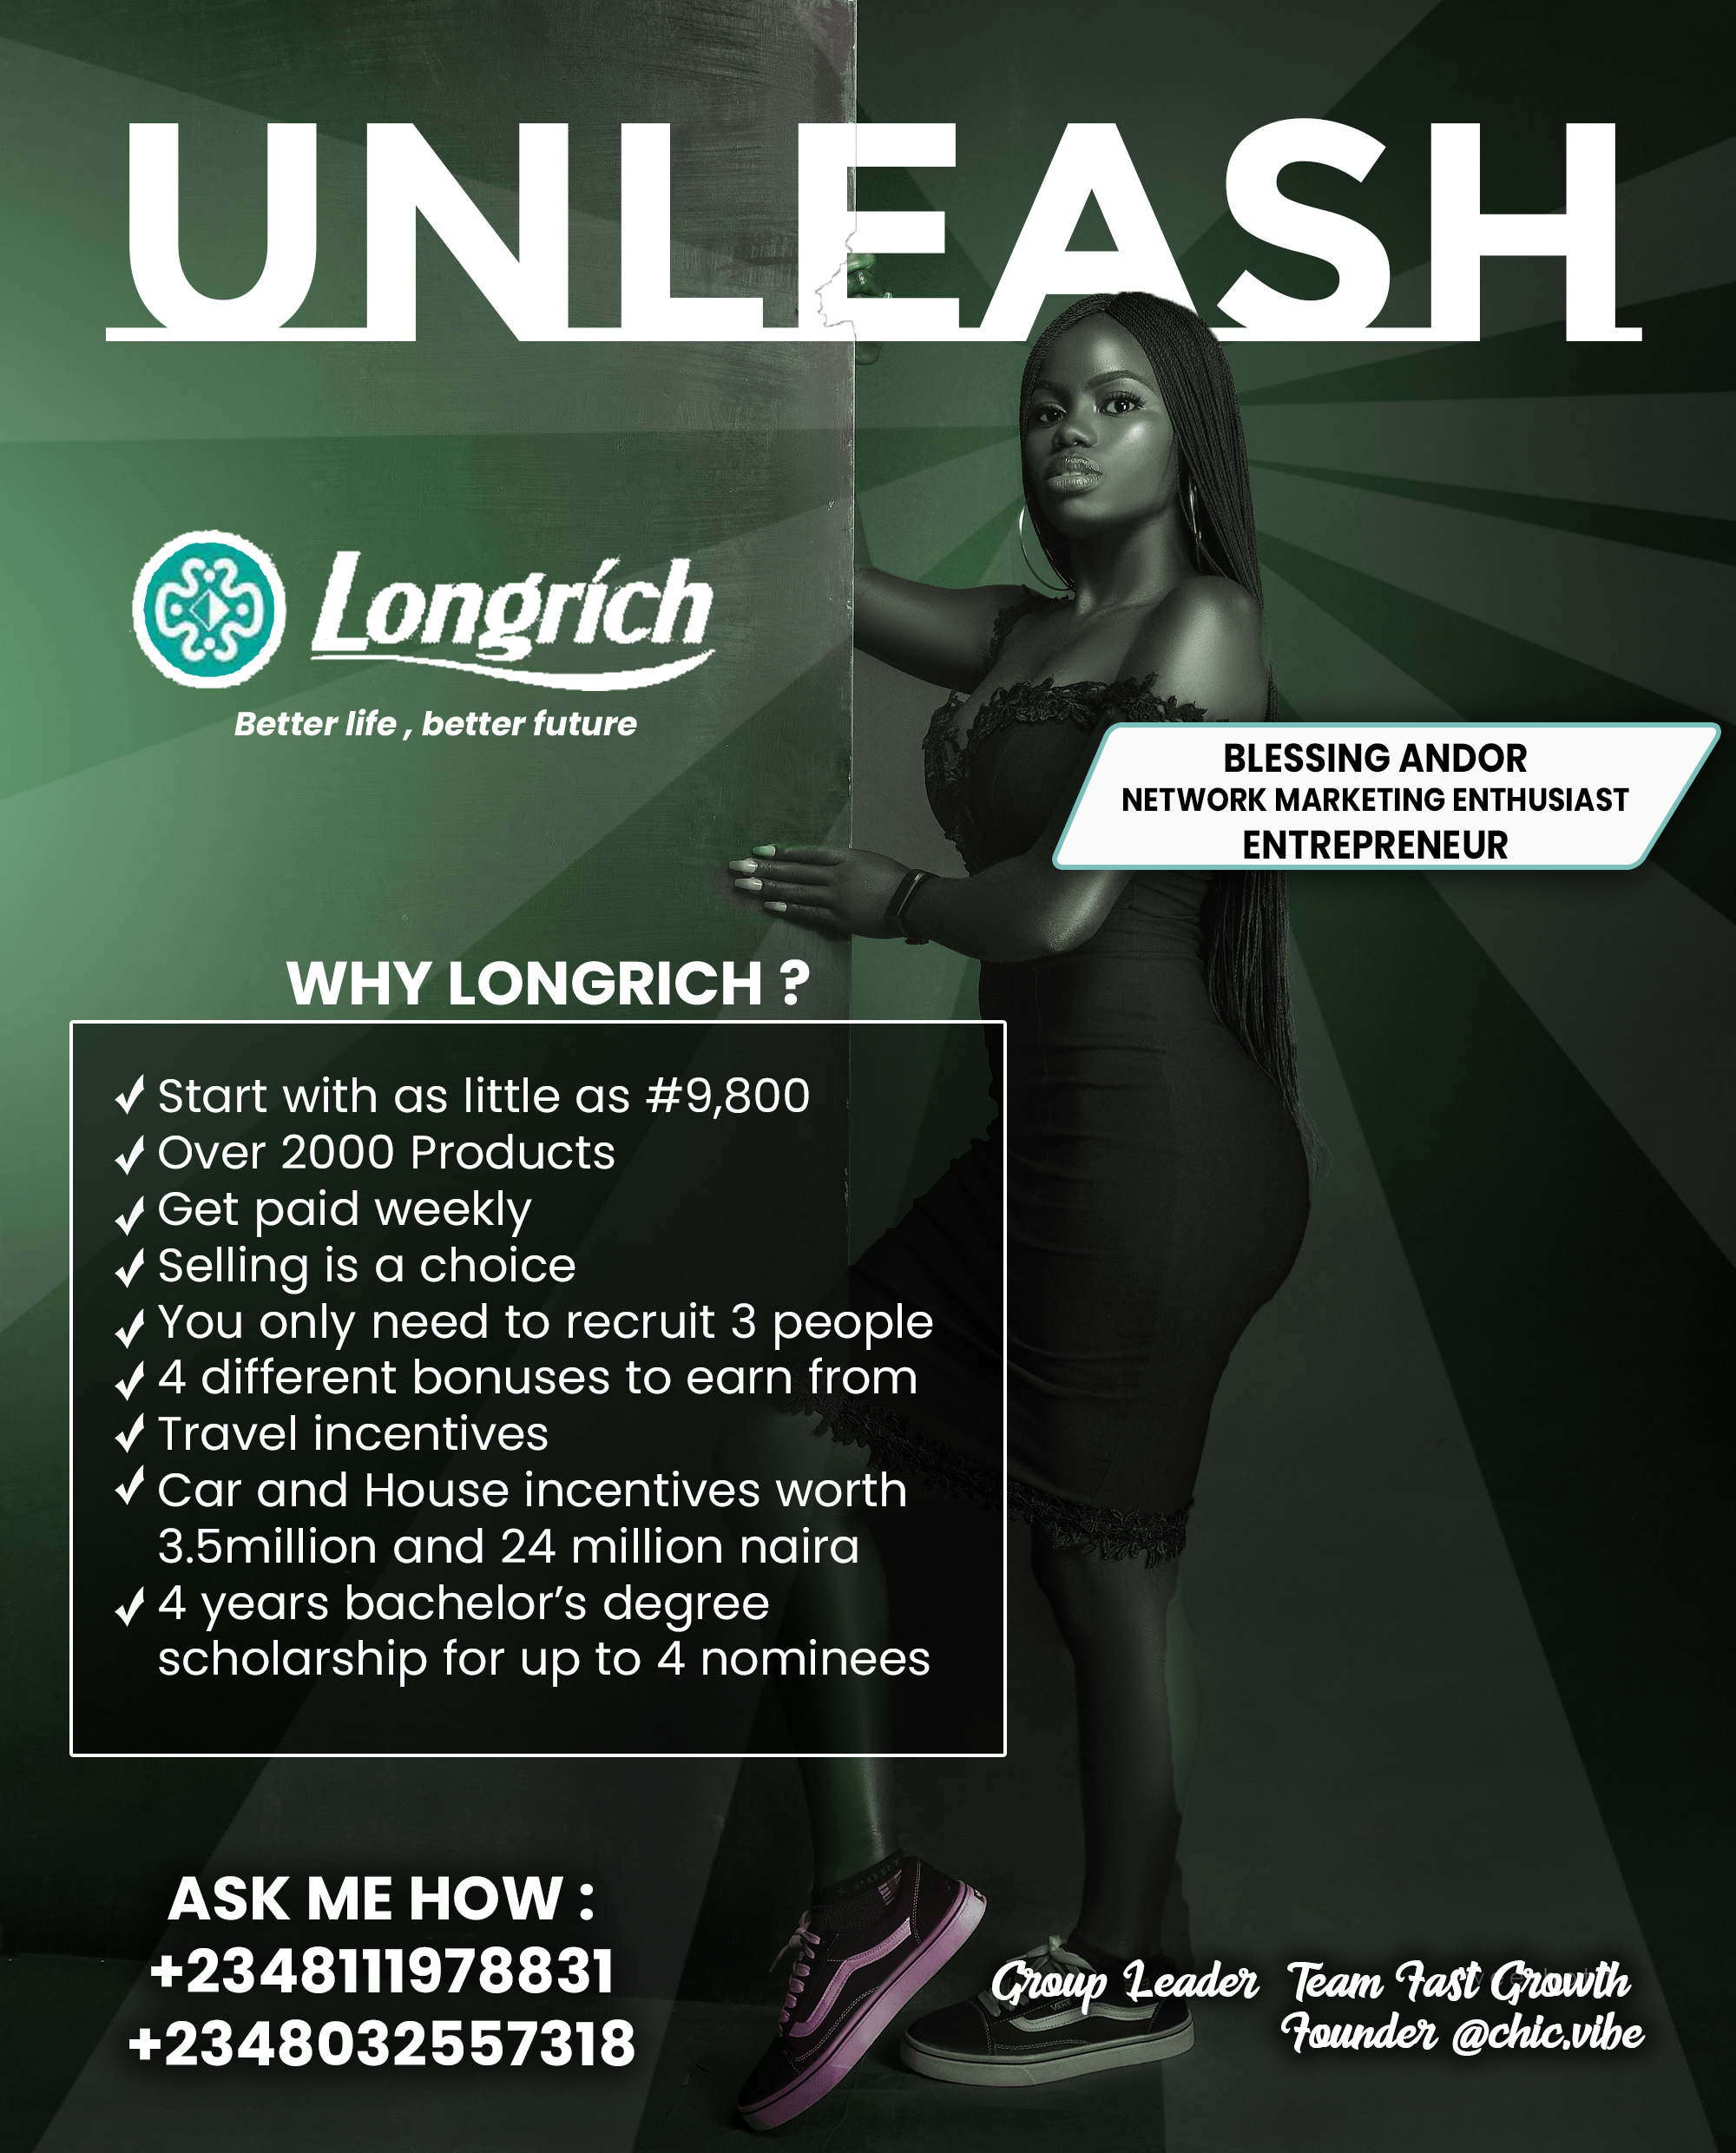 UNLEASH
Longrich
Better life , better future
BLESSING ANDOR
NETWORK MARKETING ENTHUSIAST
ENTREPRENEUR
WHY LONGRICH ?
Start with as little as #9,800
Over 2000 Products
Get paid weekly
Selling is a choice
You only need to recruit 3 people
4 different bonuses to earn from
Travel incentives
Car and House incentives worth
3.5million and 24 million naira
4 years bachelor’s degree
scholarship for up to 4 nominees
ASK ME HOW :
+2348111978831
+2348032557318
Group Leader Team Fast Growth
Founder @chic.vibe
VANS